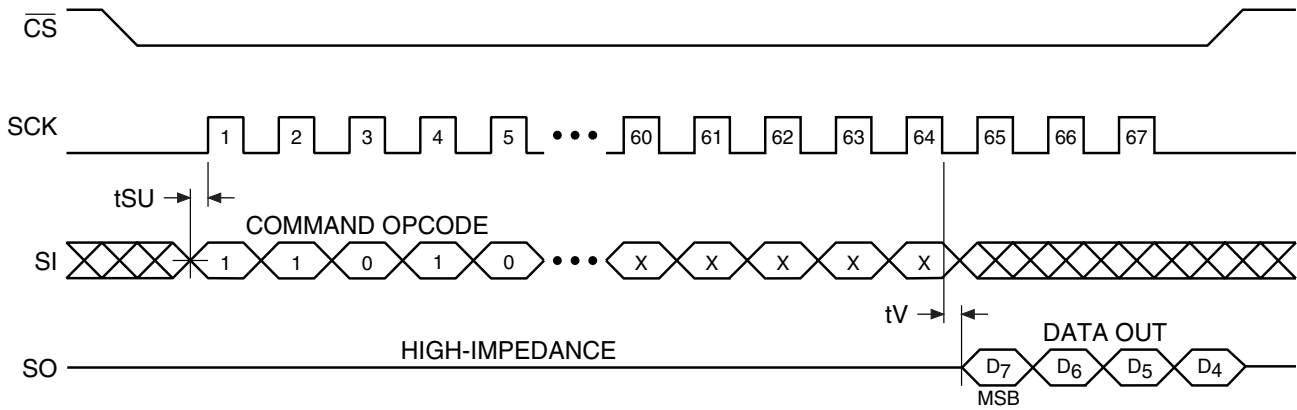 CS
SCK 1 2 3 4 5 ••• 60 61 62 63 64 65 66 67
tSU
COMMAND OPCODE
SI 1 1 0 1 0 ••• X X X X X
tV
HIGH-IMPEDANCE DATA OUT
SO D7 D6 D5 D4
MSB